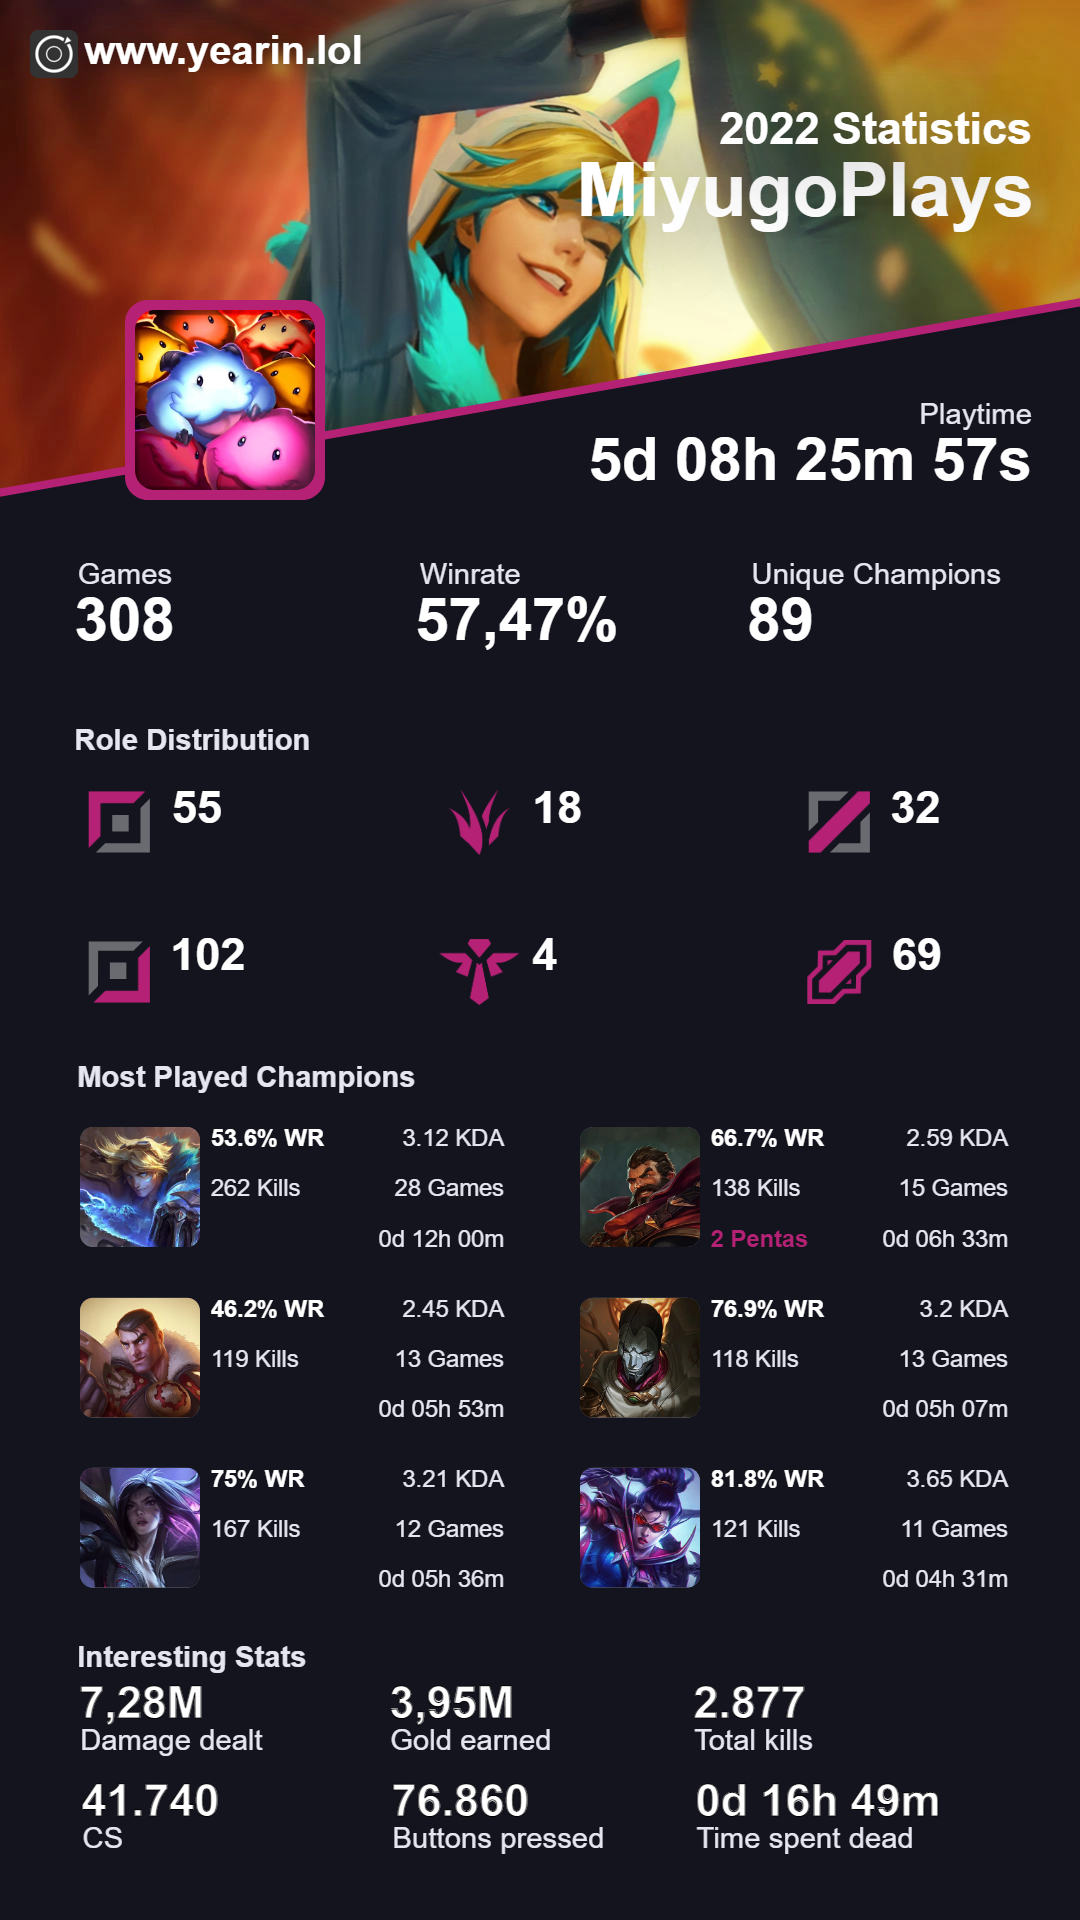 www.yearin.lol
2022 Statistics
MiyugoPlays
Playtime
5d 08h 25m 57s
Games Winrate Unique Champions
308 57,47% 89
Role Distribution
55 18 32
102 4 69
Most Played Champions
53.6% WR 3.12 KDA 66.7% WR 2.59 KDA
262 Kills 28 Games 138 Kills 15 Games
0d 12h 00m 2 Pentas 0d 06h 33m
46.2% WR 2.45 KDA 76.9% WR 3.2 KDA
119 Kills 13 Games 118 Kills 13 Games
0d 05h 53m 0d 05h 07m
75% WR 3.21 KDA 81.8% WR 3.65 KDA
167 Kills 12 Games 121 Kills 11 Games
0d 05h 36m 0d 04h 31m
Interesting Stats
7,28M 3,95M 2.877
Damage dealt Gold earned Total kills
41.740 76.860 0d 16h 49m
CS Buttons pressed Time spent dead